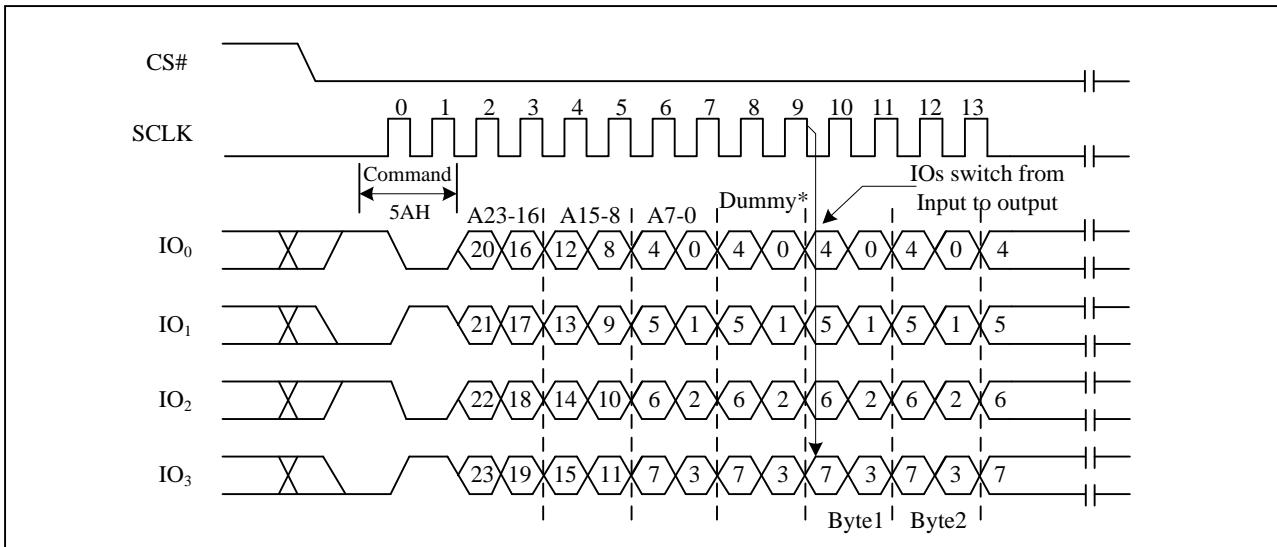 CS#
0 1 2 3 4 5 6 7 8 9 10 11 12 13
SCLK
Command
IOs switch from
Input to output
5AH
A23-16 A15-8 A7-0 Dummy*
IO0 20 16 12 8 4 0 4 0 4 0 4 0 4
IO1 21 17 13 9 5 1 5 1 5 1 5 1 5
IO2 22 18 14 10 6 2 6 2 6 2 6 2 6
IO3 23 19 15 11 7 3 7 3 7 3 7 3 7
Byte1 Byte2